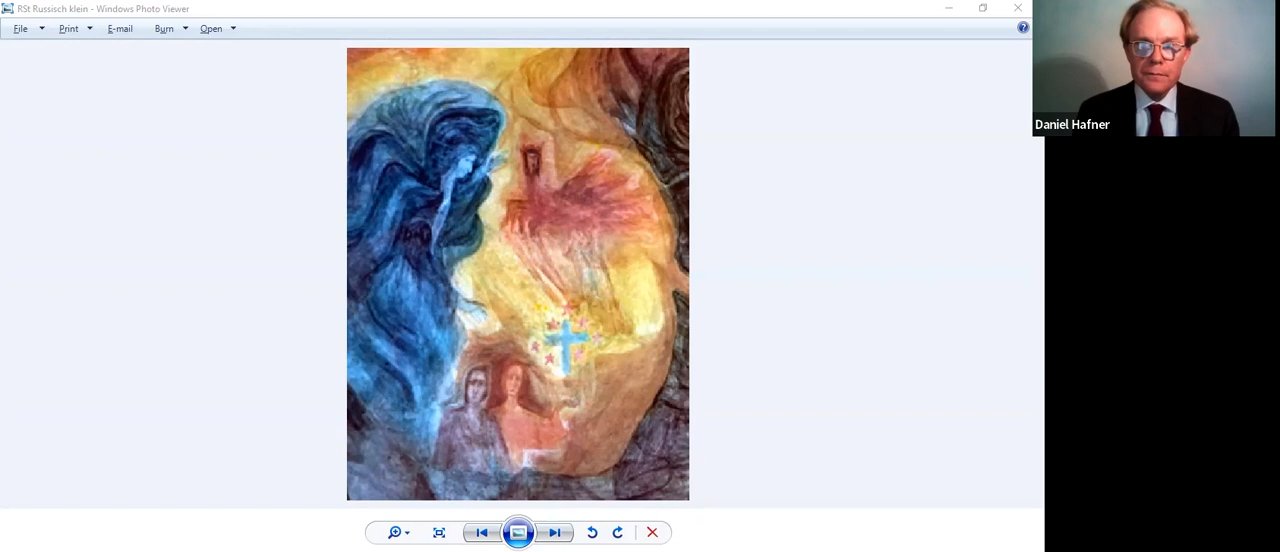 RSt Russisch klein - Windows Photo Viewer
File Print E-mail Burn Open
Daniel Hafner